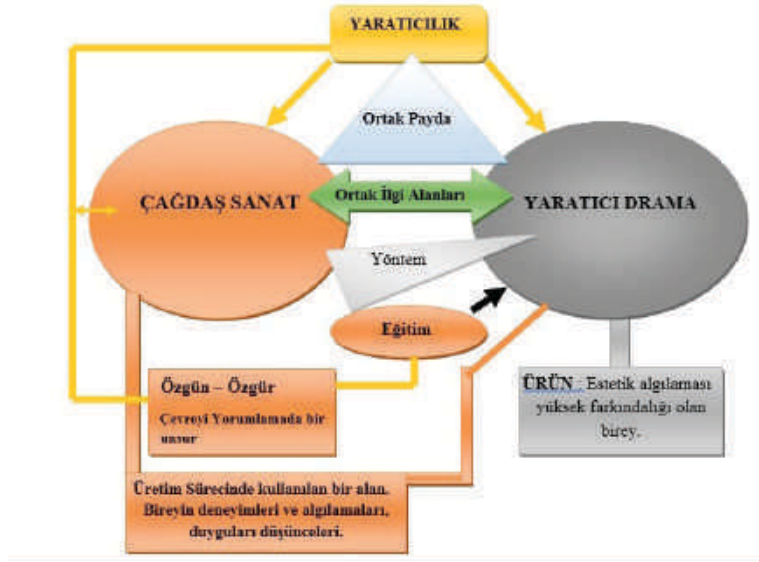 YARATICILIK
Ortak Payda
ÇAĞDAŞ SANAT
Ortak İlgi Alanları
YARATICI DRAMA
Yöntem
Eğitim
Özgün – Özgür
Çevreyi Yorumlamada bir
unsur
ÜRÜN : Estetik algılaması
yüksek farkındalığı olan
birey.
Üretim Sürecinde kullanılan bir alan.
Bireyin deneyimleri ve algılamaları,
duyguları düşünceleri.